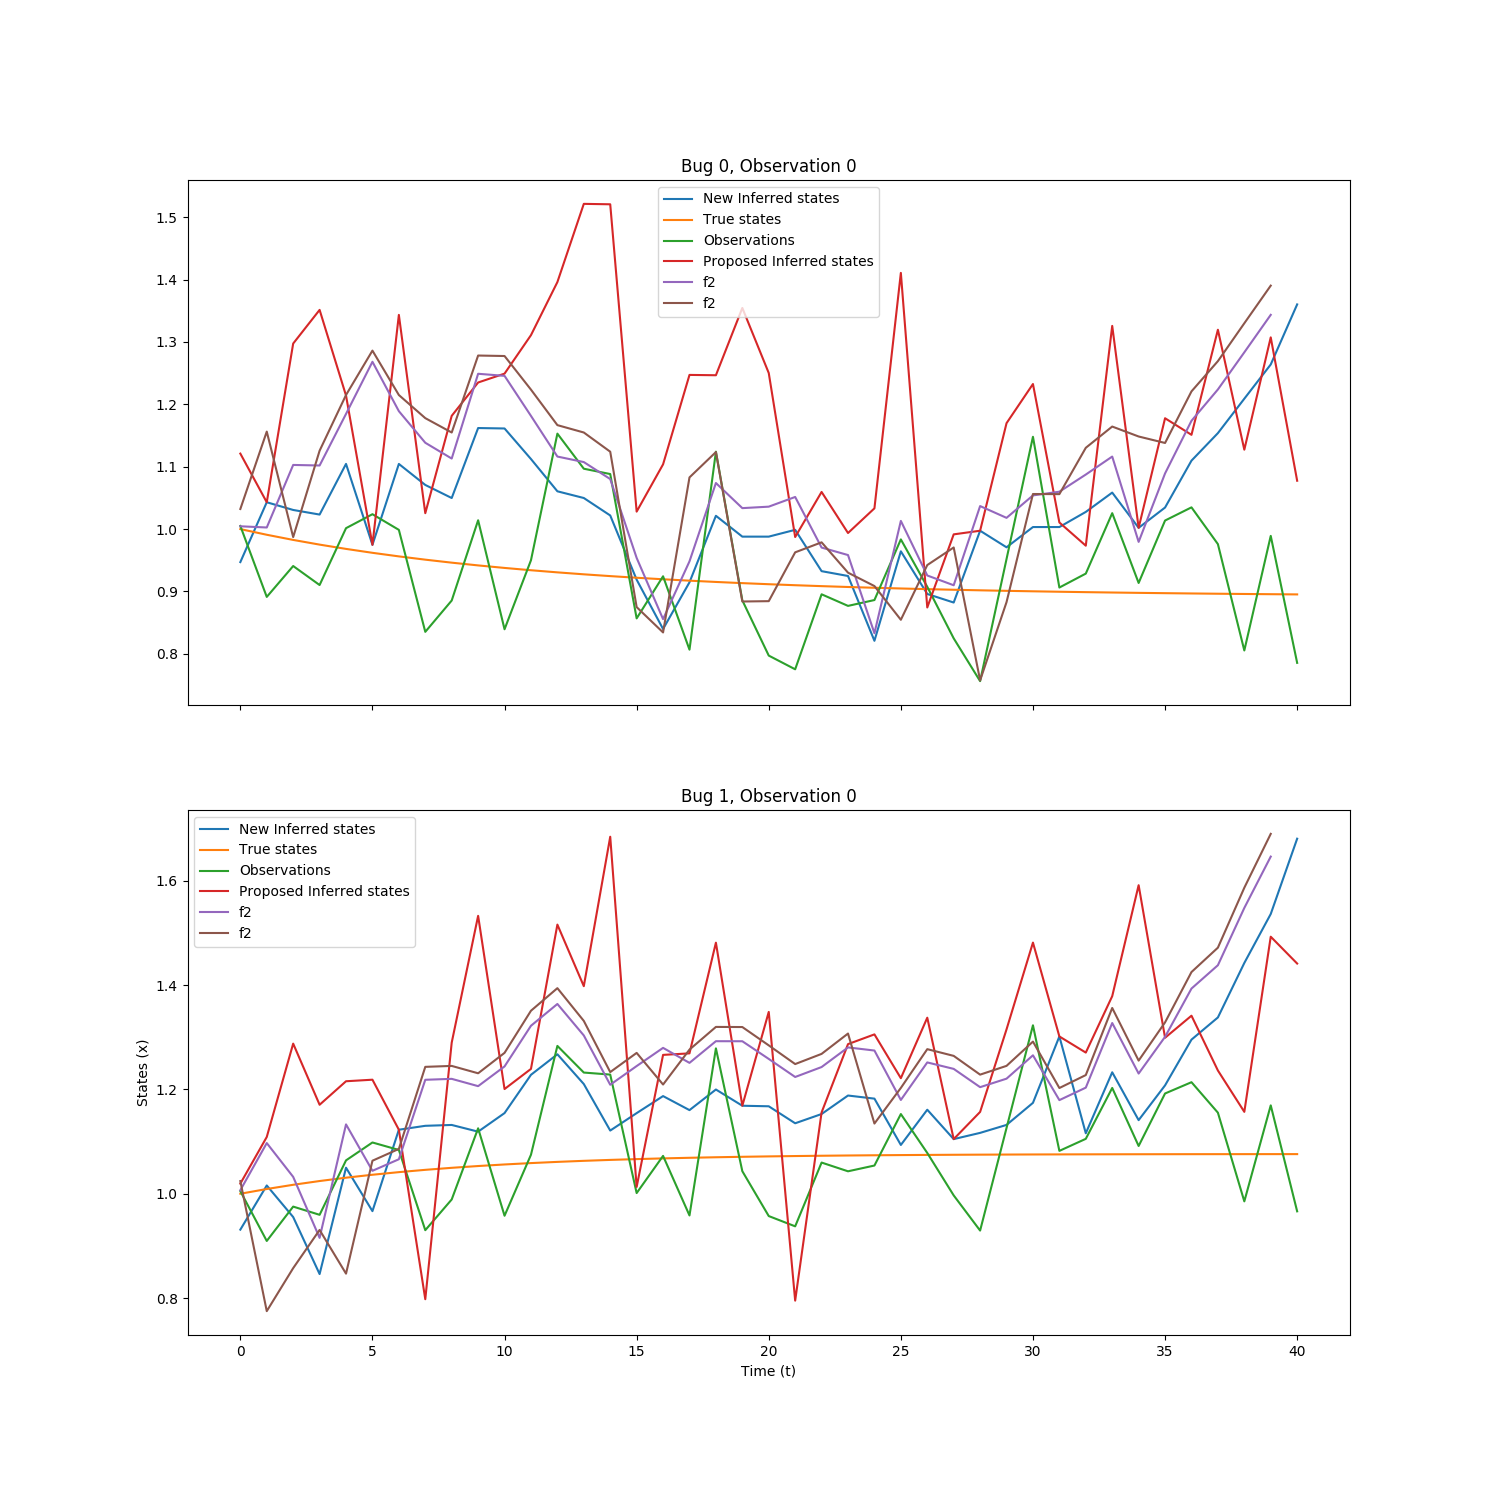 Bug 0, Observation 0
New Inferred states
True states
Observations
Proposed Inferred states
f2
f2
1.5
1.4
1.3
1.2
1.1
1.0
0.9
0.8
Bug 1, Observation 0
New Inferred states
True states
Observations
Proposed Inferred states
f2
f2
States (x)
1.6
1.4
1.2
1.0
0.8
0 5 10 15 20 25 30 35 40
Time (t)